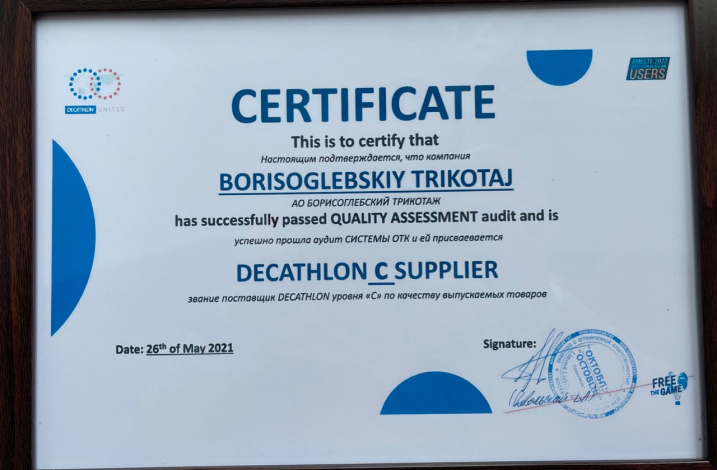 DECATHLON UNITED
ВМЕСТЕ 2022
USERS
CERTIFICATE
This is to certify that
Настоящим подтверждается, что компания
BORISOGLEBSKIY TRIKOTAJ
АО БОРИСОГЛЕБСКИЙ ТРИКОТАЖ
has successfully passed QUALITY ASSESSMENT audit and is
успешно прошла аудит СИСТЕМЫ ОТК и ей присваевается
DECATHLON C SUPPLIER
звание поставщик DECATHLON уровня «С» по качеству выпускаемых товаров
Date: 26th of May 2021
Signature:
FREE
THE GAME